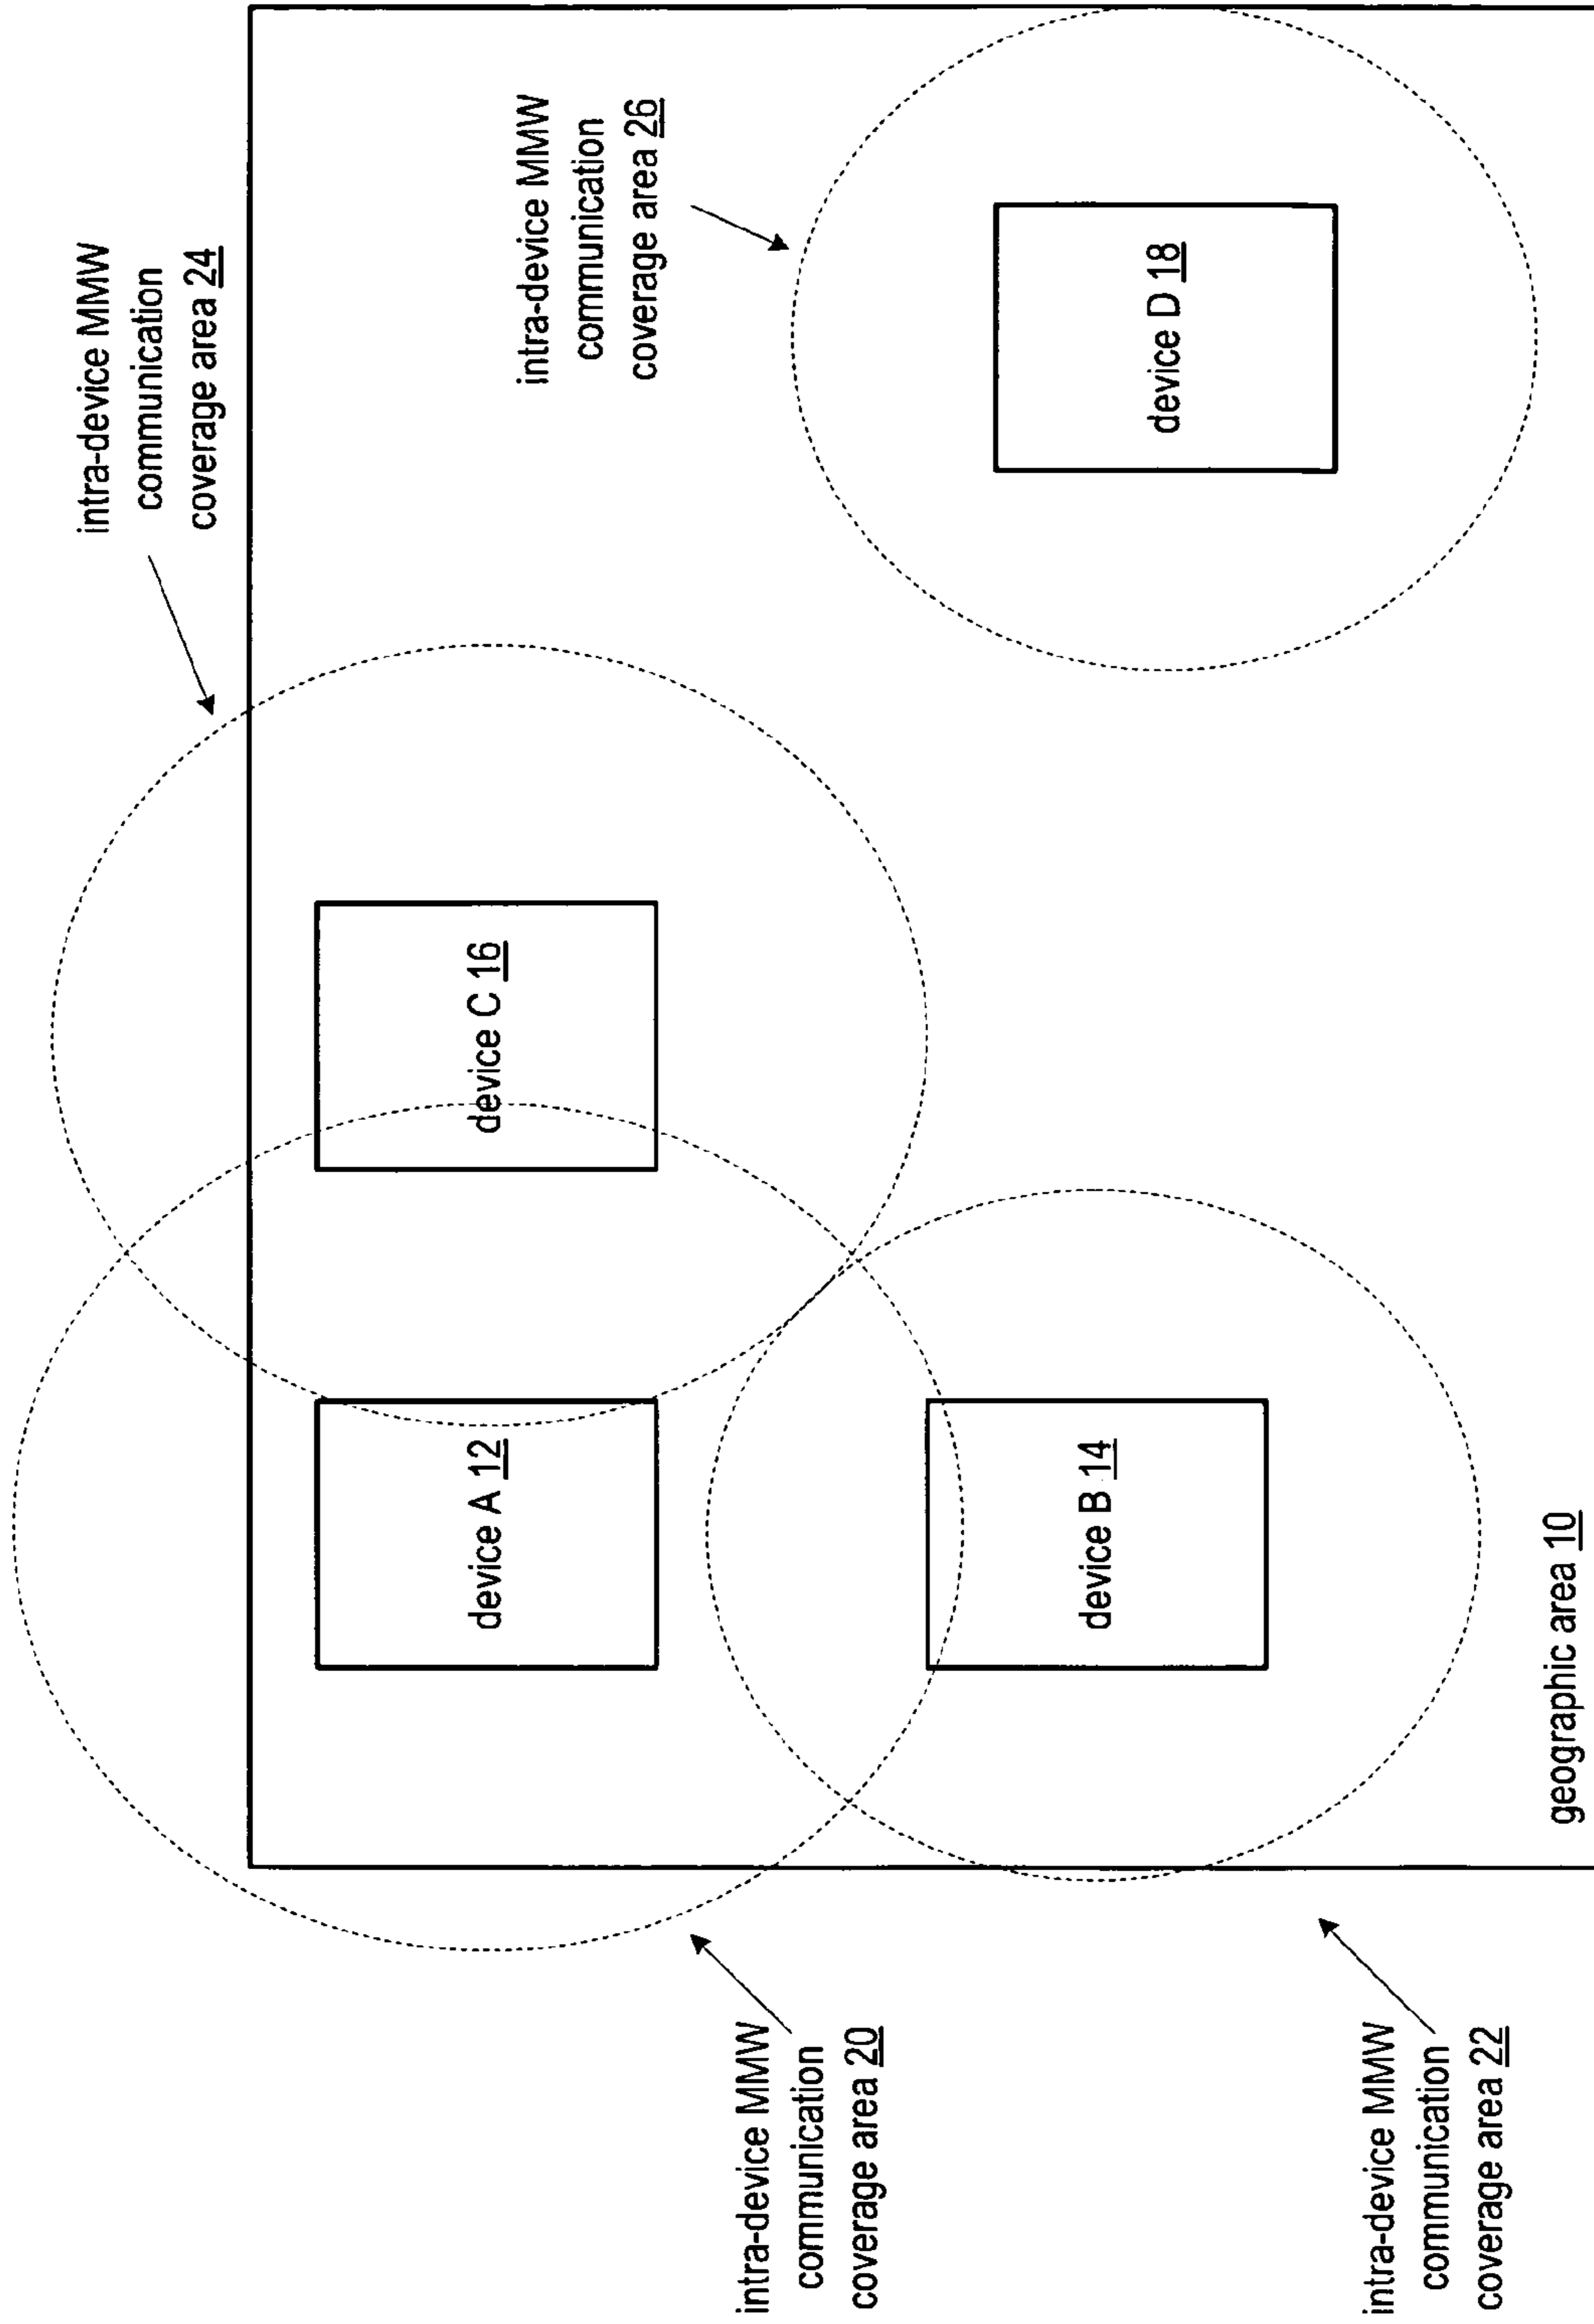 intra-device MMW
communication
coverage area 24
intra-device MMW
communication
coverage area 26
device A 12
device C 16
intra-device MMW
communication
coverage area 20
device B 14
device D 18
intra-device MMW
communication
coverage area 22
geographic area 10